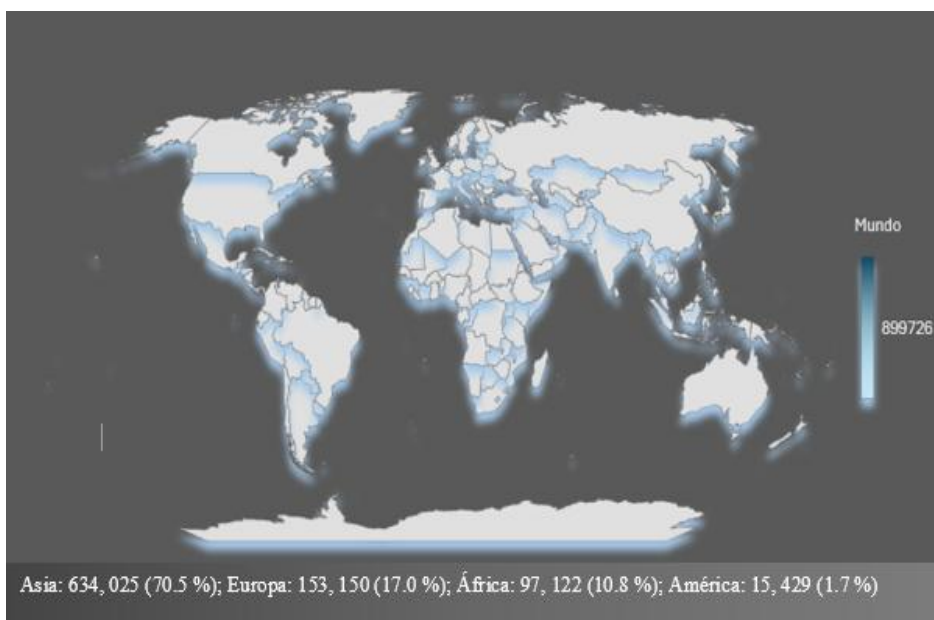 Mundo
899726
Asia: 634, 025 (70.5 %); Europa: 153, 150 (17.0 %); África: 97, 122 (10.8 %); América: 15, 429 (1.7 %)